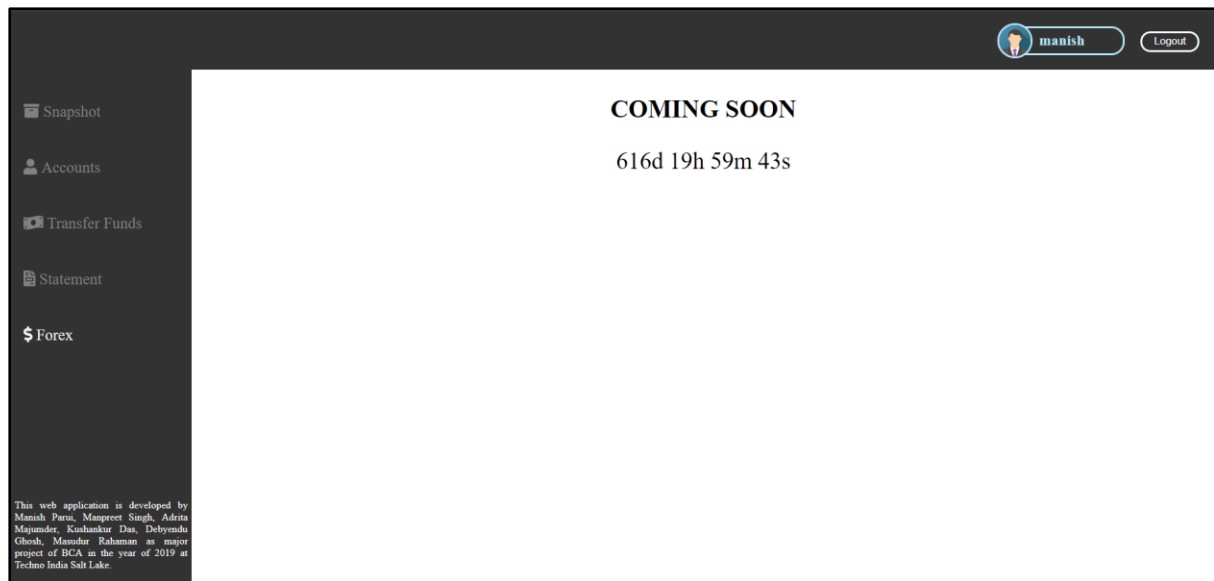 manish
Logout
Snapshot
Accounts
Transfer Funds
Statement
$ Forex
COMING SOON
616d 19h 59m 43s
This web application is developed by
Manish Parui, Manpreet Singh, Adrita
Majumder, Kushankur Das, Debyendu
Ghosh, Masudur Rahaman as major
project of BCA in the year of 2019 at
Techno India Salt Lake.